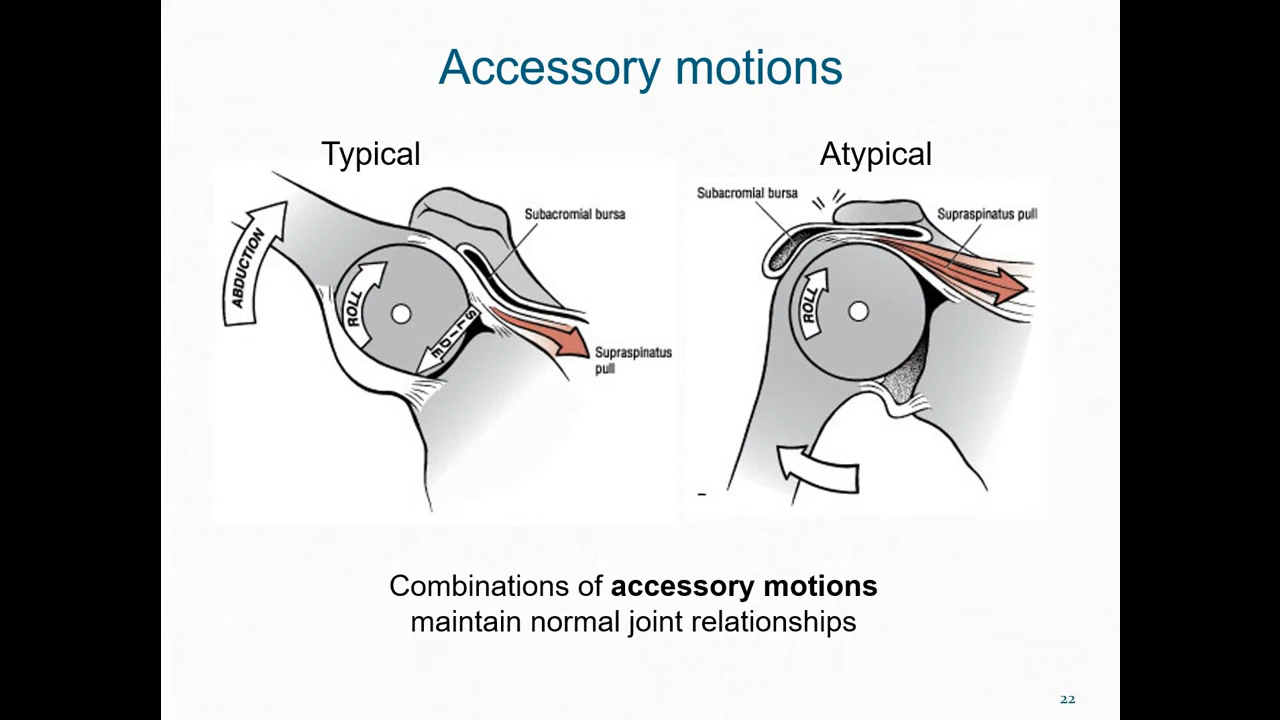 Accessory motions
Typical
Atypical
Subacromial bursa
ABDUCTION
ROLL
SLIDE
Supraspinatus
pull
Subacromial bursa
Supraspinatus pull
ROLL
Combinations of accessory motions
maintain normal joint relationships
22